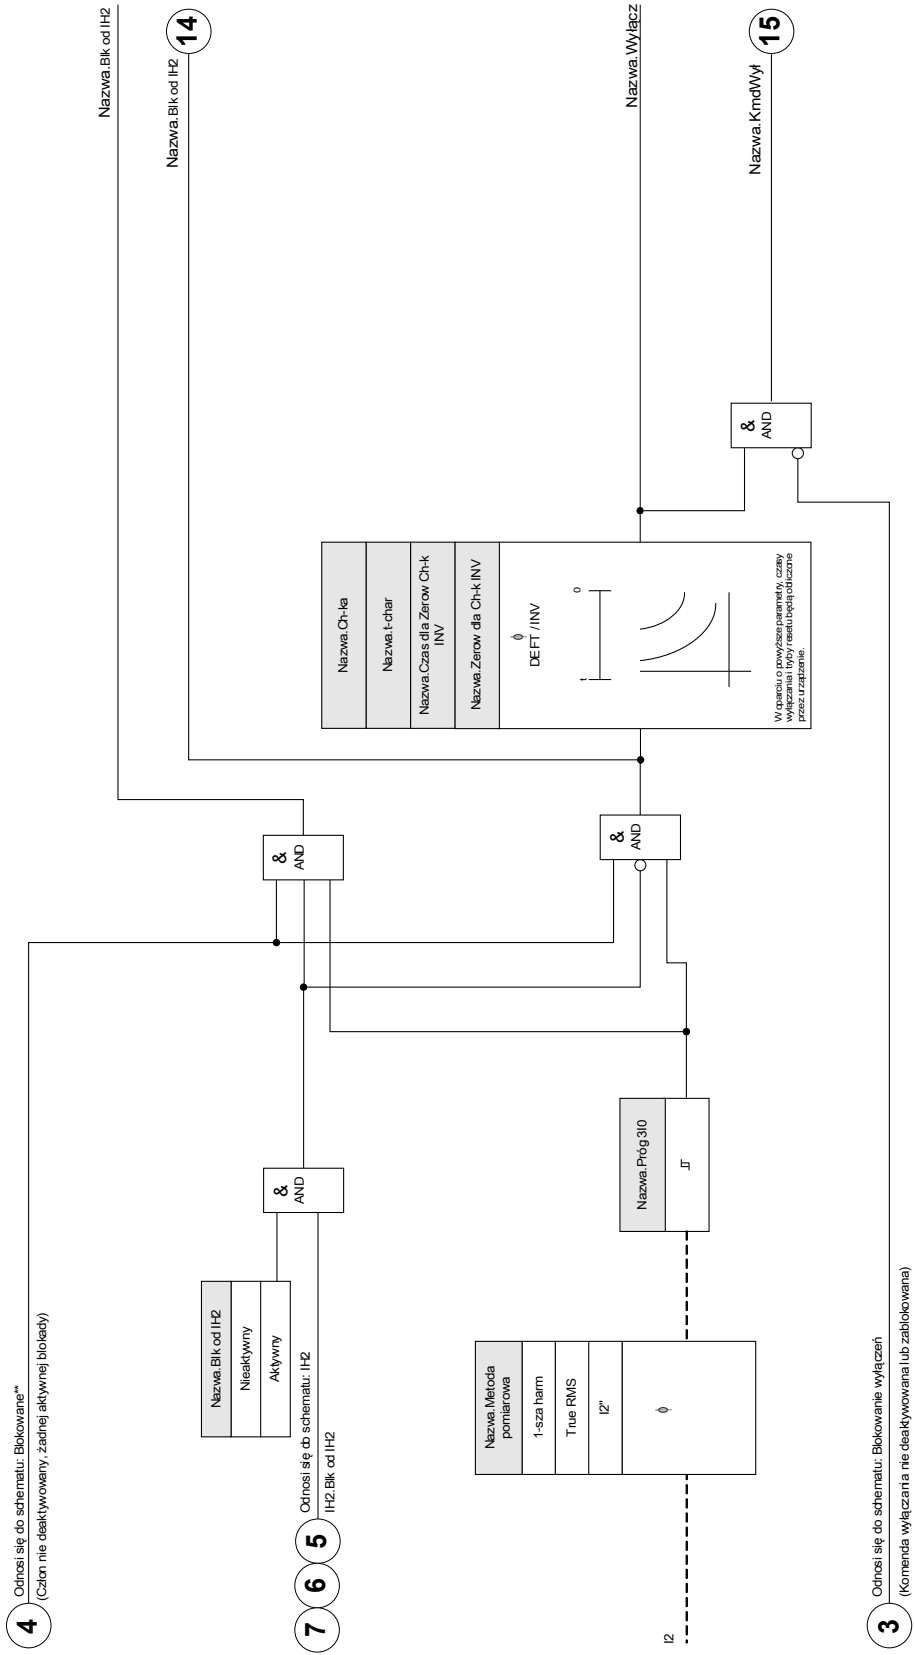 4
Odnosi się do schematu: Blokowane**
(Człon nie deaktywowany, żadnej aktywnej blokady)
Nazwa.Blk od IH2
Nazwa.Blk od IH2
14
Nazwa.Blk od IH2
Nieaktywny
Aktywny
7
6
5
Odnosi się do schematu: IH2
IH2.Blk od IH2
&
AND
&
AND
Nazwa.Metoda
pomiarowa
1-sza harm
True RMS
I2"
ϕ
I2
Nazwa.Próg 3I0
&
AND
Nazwa.Ch-ka
Nazwa.t-char
Nazwa.Czas dla Zerow Ch-k
INV
Nazwa.Zerow dla Ch-k INV
ϕ
DEFT / INV
t
0
W oparciu o powyższe parametry, czasy
wyłączania i tryby resetu będą obliczone
przez urządzenie.
Nazwa.Wyłącz
&
AND
Nazwa.KmdWył
15
3
Odnosi się do schematu: Blokowanie wyłączeń
(Komenda wyłączania nie deaktywowana lub zablokowana)